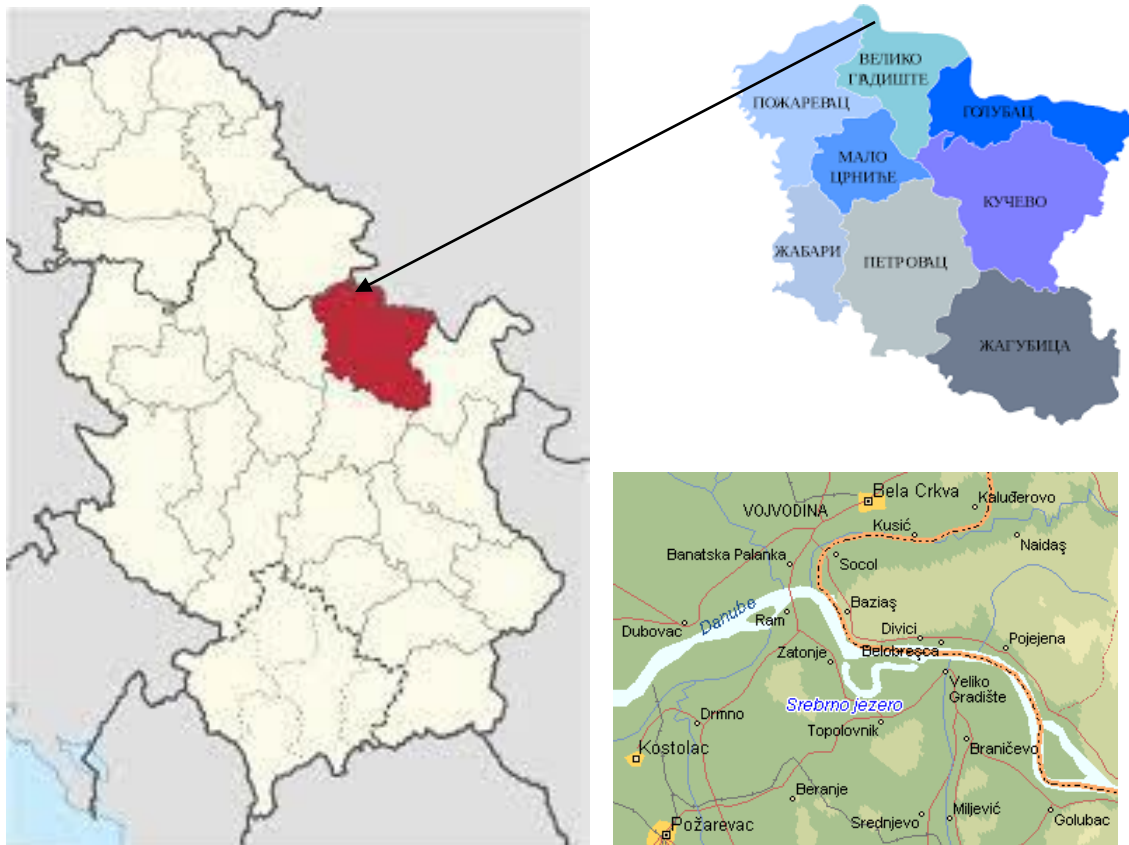 ВЕЛИКО
ГРАДИШТЕ
ПОЖАРЕВАЦ
ГОЛУБАЦ
МАЛО
ЦРНИЋЕ
КУЧЕВО
ЖАБАРИ
ПЕТРОВАЦ
ЖАГУБИЦА
Bela Crkva
Kaluđerovo
VOJVODINA
Kusić
Naidaş
Banatska Palanka
Socol
Danube
Baziaş
Ram
Dubovac
Divici
Pojejena
Zatonje
Belobresca
Veliko
Gradište
Srebrno jezero
Drmno
Topolovnik
Kostolac
Braničevo
Beranje
Srednjevo
Miljević
Golubac
Požarevac